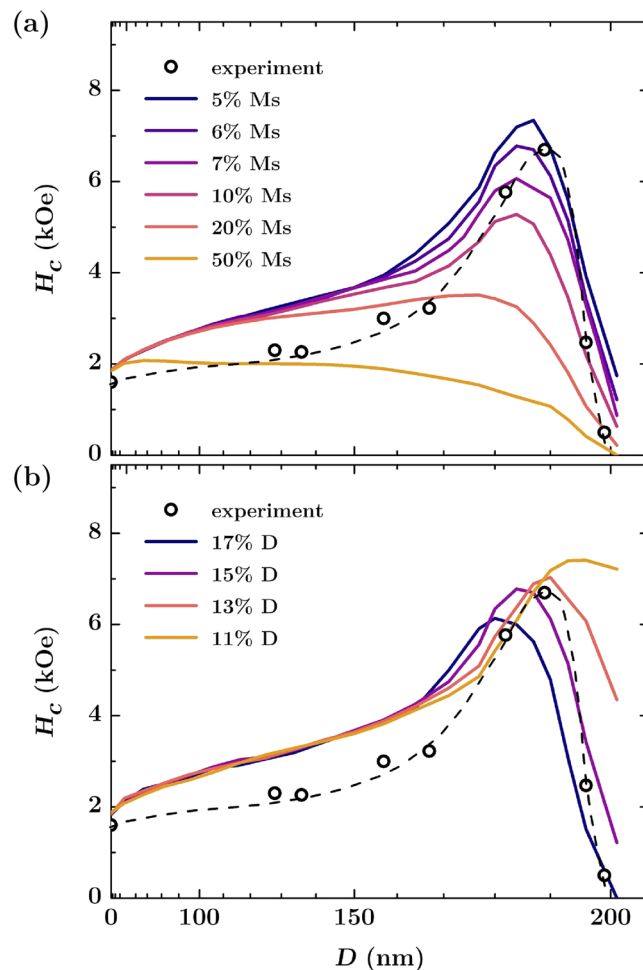 (a)
8
6
4
2
0
H_C (kOe)
experiment
5% Ms
6% Ms
7% Ms
10% Ms
20% Ms
50% Ms
(b)
8
6
4
2
0
H_C (kOe)
experiment
17% D
15% D
13% D
11% D
0 100 150 200
D (nm)